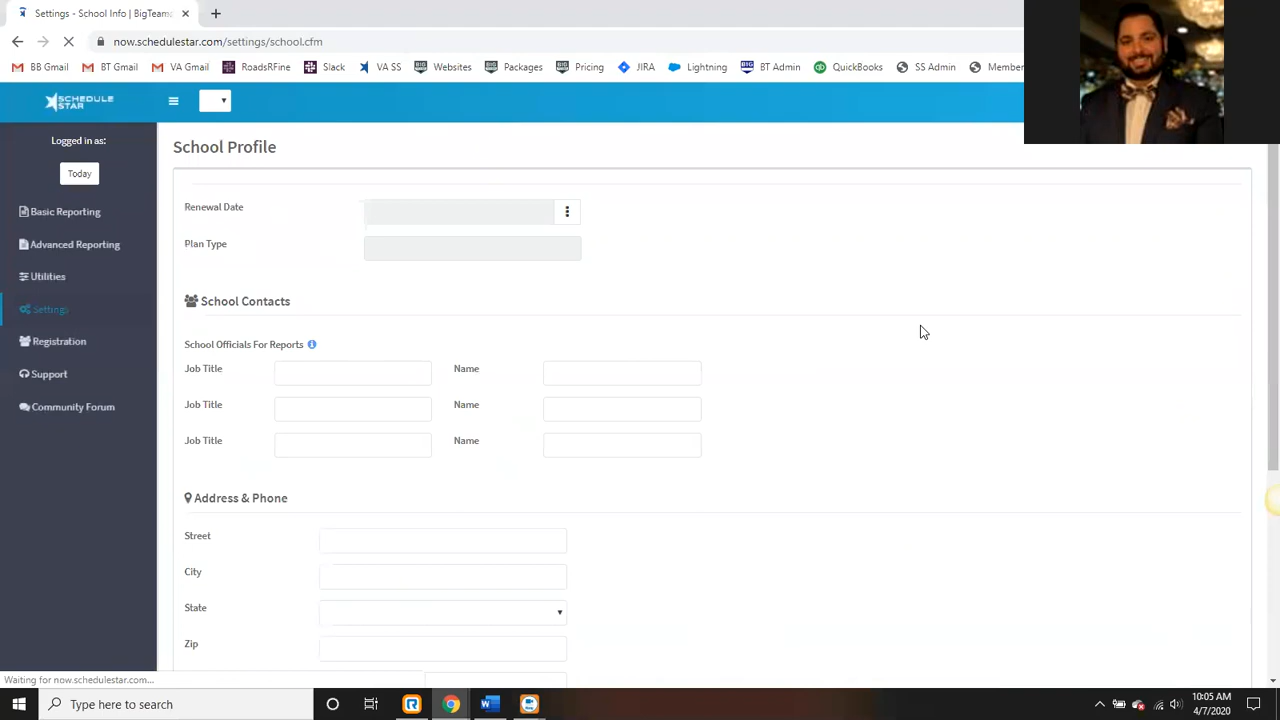 Settings - School Info | BigTeams
now.schedulestar.com/settings/school.cfm
BB Gmail BT Gmail VA Gmail RoadsRFine Slack VA SS Websites Packages Pricing JIRA Lightning BT Admin QuickBooks SS Admin Member
SCHEDULE STAR
Logged in as:
Today
Basic Reporting
Advanced Reporting
Utilities
Settings
Registration
Support
Community Forum
School Profile
Renewal Date
Plan Type
School Contacts
School Officials For Reports
Job Title Name
Job Title Name
Job Title Name
Address & Phone
Street
City
State
Zip
Waiting for now.schedulestar.com...
Type here to search
10:05 AM
4/7/2020